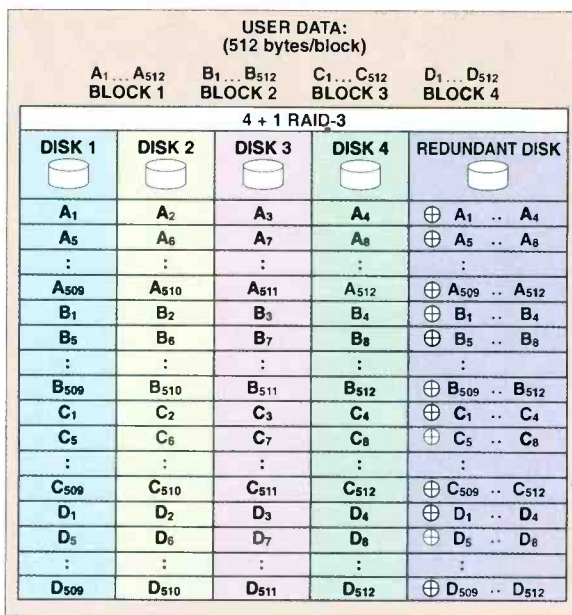 USER DATA:
(512 bytes/block)
A₁...A₅₁₂ B₁...B₅₁₂ C₁...C₅₁₂ D₁...D₅₁₂
BLOCK 1 BLOCK 2 BLOCK 3 BLOCK 4
4 + 1 RAID-3
DISK 1 DISK 2 DISK 3 DISK 4 REDUNDANT DISK
A₁ A₂ A₃ A₄ ⊕ A₁ .. A₄
A₅ A₆ A₇ A₈ ⊕ A₅ .. A₈
: : : : :
A₅₀₉ A₅₁₀ A₅₁₁ A₅₁₂ ⊕ A₅₀₉ .. A₅₁₂
B₁ B₂ B₃ B₄ ⊕ B₁ .. B₄
B₅ B₆ B₇ B₈ ⊕ B₅ .. B₈
: : : : :
B₅₀₉ B₅₁₀ B₅₁₁ B₅₁₂ ⊕ B₅₀₉ .. B₅₁₂
C₁ C₂ C₃ C₄ ⊕ C₁ .. C₄
C₅ C₆ C₇ C₈ ⊕ C₅ .. C₈
: : : : :
C₅₀₉ C₅₁₀ C₅₁₁ C₅₁₂ ⊕ C₅₀₉ .. C₅₁₂
D₁ D₂ D₃ D₄ ⊕ D₁ .. D₄
D₅ D₆ D₇ D₈ ⊕ D₅ .. D₈
: : : : :
D₅₀₉ D₅₁₀ D₅₁₁ D₅₁₂ ⊕ D₅₀₉ .. D₅₁₂